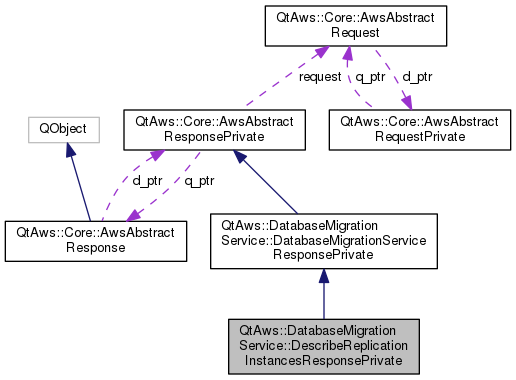 QtAws::Core::AwsAbstract
Request
request
q_ptr
d_ptr
QObject
QtAws::Core::AwsAbstract
ResponsePrivate
QtAws::Core::AwsAbstract
RequestPrivate
d_ptr
q_ptr
QtAws::Core::AwsAbstract
Response
QtAws::DatabaseMigration
Service::DatabaseMigrationService
ResponsePrivate
QtAws::DatabaseMigration
Service::DescribeReplication
InstancesResponsePrivate